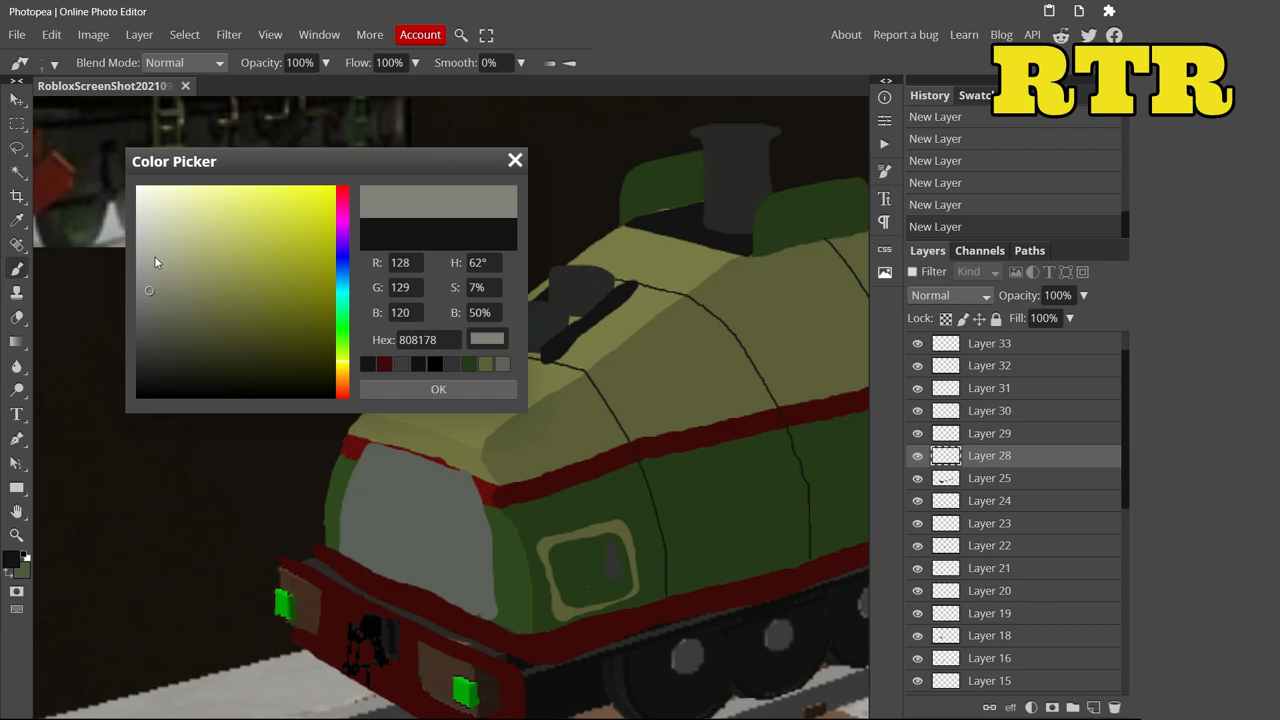 Photopea | Online Photo Editor
File Edit Image Layer Select Filter View Window More Account
About Report a bug Learn Blog API
Blend Mode: Normal Opacity: 100% Flow: 100% Smooth: 0%
RTR
RobloxScreenShot202109
> <
< >
> <
History Swatc
New Layer
New Layer
New Layer
New Layer
New Layer
New Layer
Color Picker
R: 128 H: 62°
G: 129 S: 7%
B: 120 B: 50%
Hex: 808178
OK
CSS
Layers Channels Paths
Filter Kind
Normal Opacity: 100%
Lock: Fill: 100%
Layer 33
Layer 32
Layer 31
Layer 30
Layer 29
Layer 28
Layer 25
Layer 24
Layer 23
Layer 22
Layer 21
Layer 20
Layer 19
Layer 18
Layer 16
Layer 15
eff